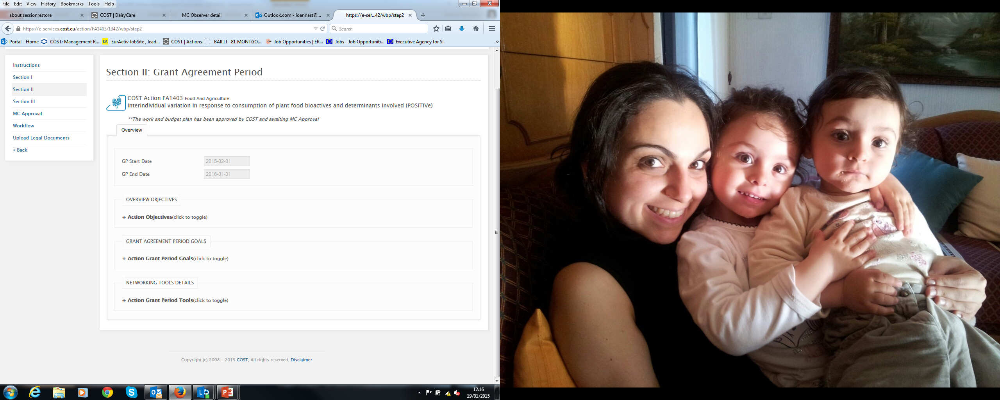 File Edit View History Bookmarks Tools Help
about:sessionrestore
COST | DairyCare
MC Observer detail
Outlook.com - ioannast@...
https://e-ser...42/wbp/step2
https://e-services.cost.eu/action/FA1403/1342/wbp/step2
Search
Portal - Home
COST: Management R...
EurActiv JobSite , lead...
COST | Actions
BAILLI - 81 MONTGO...
Job Opportunities | ER...
Jobs - Job Opportuniti...
Executive Agency for S...
Instructions
Section I
Section II
Section III
MC Approval
Workflow
Upload Legal Documents
« Back
Section II: Grant Agreement Period
COST Action FA1403 Food And Agriculture
Interindividual variation in response to consumption of plant food bioactives and determinants involved (POSITIVe)
**The work and budget plan has been approved by COST and awaiting MC Approval
Overview
GP Start Date 2015-02-01
GP End Date 2016-01-31
OVERVIEW OBJECTIVES
+ Action Objectives(click to toggle)
GRANT AGREEMENT PERIOD GOALS
+ Action Grant Period Goals(click to toggle)
NETWORKING TOOLS DETAILS
+ Action Grant Period Tools(click to toggle)
Copyright (c) 2008 - 2015 COST, All rights reserved. Disclaimer
12:16
19/01/2015